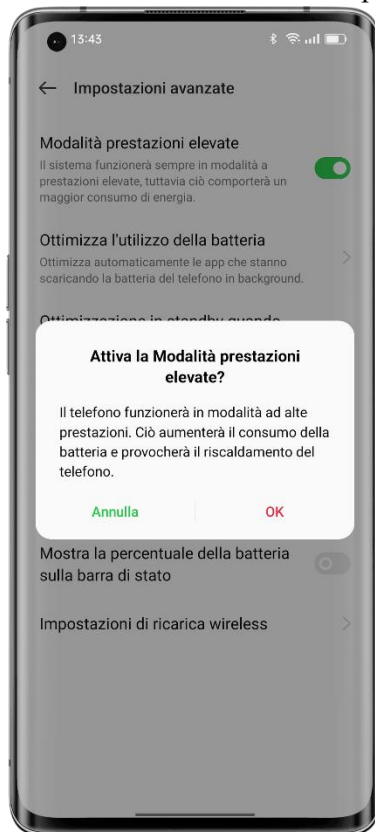 13:43
Impostazioni avanzate
Modalità prestazioni elevate
Il sistema funzionerà sempre in modalità a
prestazioni elevate, tuttavia ciò comporterà un
maggior consumo di energia.
Ottimizza l'utilizzo della batteria
Ottimizza automaticamente le app che stanno
scaricando la batteria del telefono in background.
Ottimizzazione in standby quando
Attiva la Modalità prestazioni
elevate?
Il telefono funzionerà in modalità ad alte
prestazioni. Ciò aumenterà il consumo della
batteria e provocherà il riscaldamento del
telefono.
Annulla OK
Mostra la percentuale della batteria
sulla barra di stato
Impostazioni di ricarica wireless